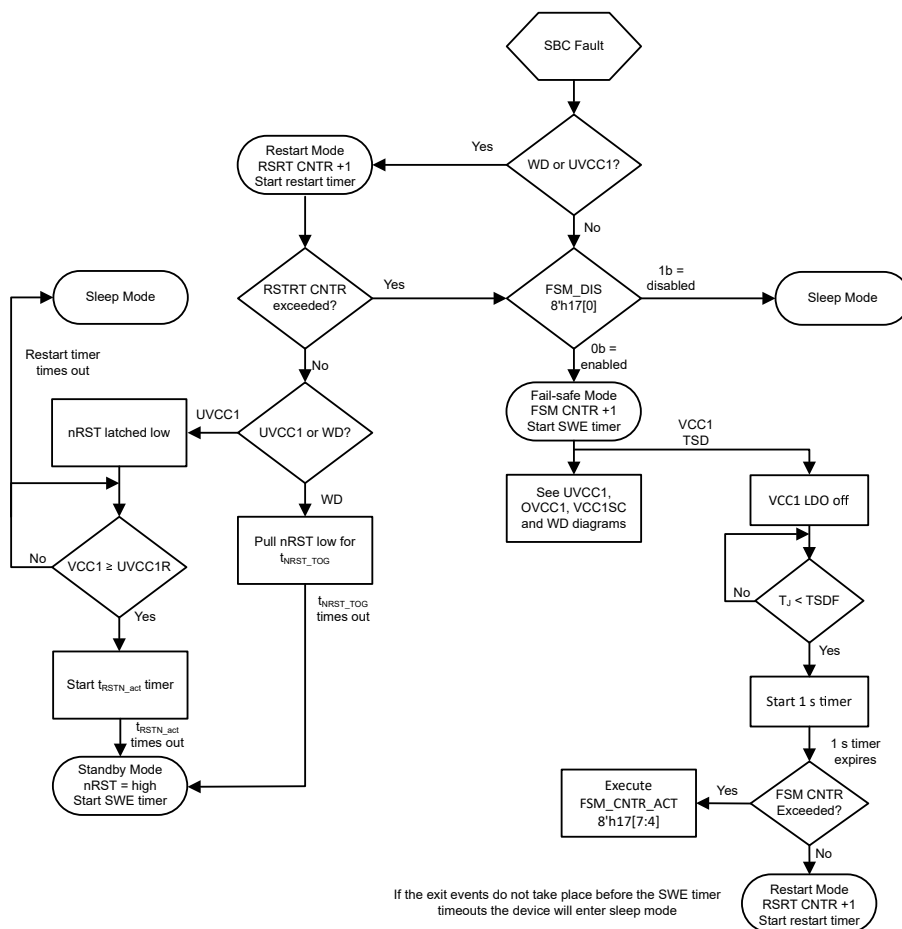 SBC Fault
WD or UVCC1?
Yes
No
Restart Mode
RSRT CNTR +1
Start restart timer
RSTRT CNTR
exceeded?
Yes
No
FSM_DIS
8'h17[0]
1b =
disabled
Sleep Mode
0b =
enabled
Sleep Mode
Restart timer
times out
UVCC1 or WD?
UVCC1
WD
nRST latched low
VCC1 ≥ UVCC1R
No
Yes
Start tRSTN_act timer
tRSTN_act
times out
Standby Mode
nRST = high
Start SWE timer
Pull nRST low for
tNRST_TOG
tNRST_TOG
times out
Fail-safe Mode
FSM CNTR +1
Start SWE timer
VCC1
TSD
See UVCC1,
OVCC1, VCC1SC
and WD diagrams
VCC1 LDO off
TJ < TSDF
No
Yes
Start 1 s timer
1 s timer
expires
FSM CNTR
Exceeded?
Yes
No
Execute
FSM_CNTR_ACT
8'h17[7:4]
Restart Mode
RSRT CNTR +1
Start restart timer
If the exit events do not take place before the SWE timer
timeouts the device will enter sleep mode